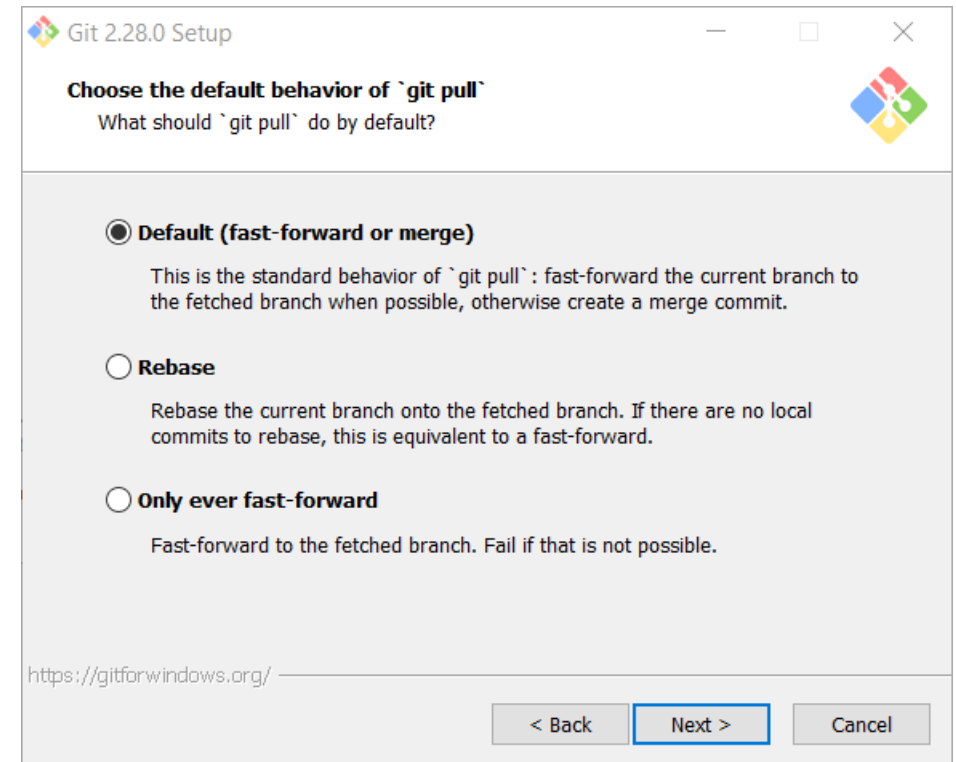 Git 2.28.0 Setup
Choose the default behavior of `git pull`
What should `git pull` do by default?
Default (fast-forward or merge)
This is the standard behavior of `git pull`: fast-forward the current branch to
the fetched branch when possible, otherwise create a merge commit.
Rebase
Rebase the current branch onto the fetched branch. If there are no local
commits to rebase, this is equivalent to a fast-forward.
Only ever fast-forward
Fast-forward to the fetched branch. Fail if that is not possible.
https://gitforwindows.org/
< Back Next > Cancel